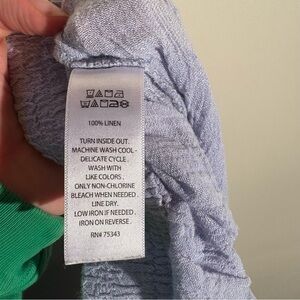 100% LINEN
TURN INSIDE OUT.
MACHINE WASH COOL -
DELICATE CYCLE.
WASH WITH
LIKE COLORS.
ONLY NON-CHLORINE
BLEACH WHEN NEEDED.
LINE DRY.
LOW IRON IF NEEDED.
IRON ON REVERSE.
RN# 75343